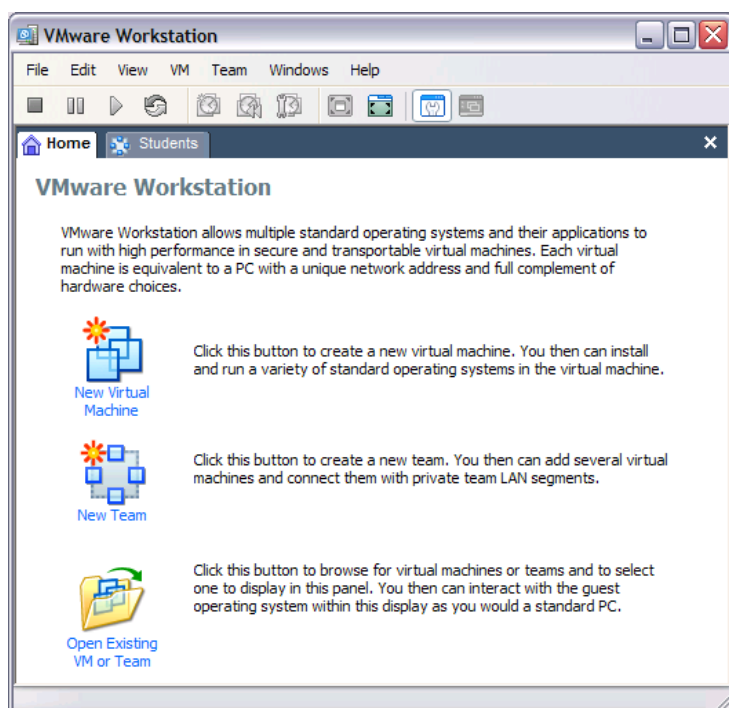 VMware Workstation
File Edit View VM Team Windows Help
Home Students
VMware Workstation
VMware Workstation allows multiple standard operating systems and their applications to
run with high performance in secure and transportable virtual machines. Each virtual
machine is equivalent to a PC with a unique network address and full complement of
hardware choices.
Click this button to create a new virtual machine. You then can install
and run a variety of standard operating systems in the virtual machine.
New Virtual
Machine
Click this button to create a new team. You then can add several virtual
machines and connect them with private team LAN segments.
New Team
Click this button to browse for virtual machines or teams and to select
one to display in this panel. You then can interact with the guest
operating system within this display as you would a standard PC.
Open Existing
VM or Team